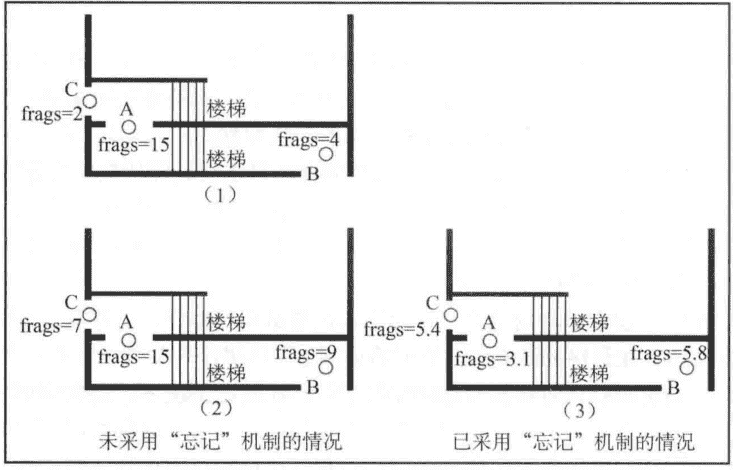 C
frags=2
A
frags=15
楼梯
frags=4
楼梯
B
(1)
C
frags=7
A
frags=15
楼梯
frags=9
楼梯
B
(2)
未采用“忘记”机制的情况
C
frags=5.4
A
frags=3.1
楼梯
frags=5.8
楼梯
B
(3)
已采用“忘记”机制的情况